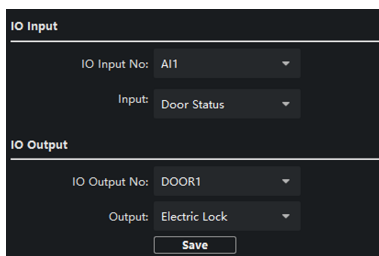 IO Input
IO Input No: AI1
Input: Door Status
IO Output
IO Output No: DOOR1
Output: Electric Lock
Save